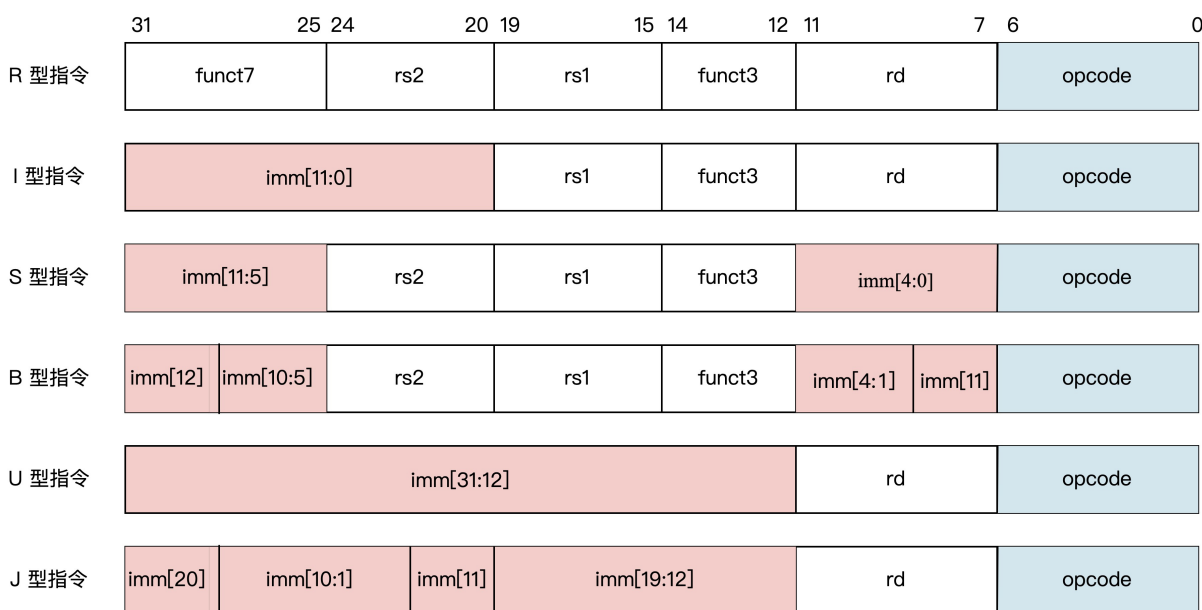 31 25 24 20 19 15 14 12 11 7 6 0
R 型指令 funct7 rs2 rs1 funct3 rd opcode
I 型指令 imm[11:0] rs1 funct3 rd opcode
S 型指令 imm[11:5] rs2 rs1 funct3 imm[4:0] opcode
B 型指令 imm[12] imm[10:5] rs2 rs1 funct3 imm[4:1] imm[11] opcode
U 型指令 imm[31:12] rd opcode
J 型指令 imm[20] imm[10:1] imm[11] imm[19:12] rd opcode